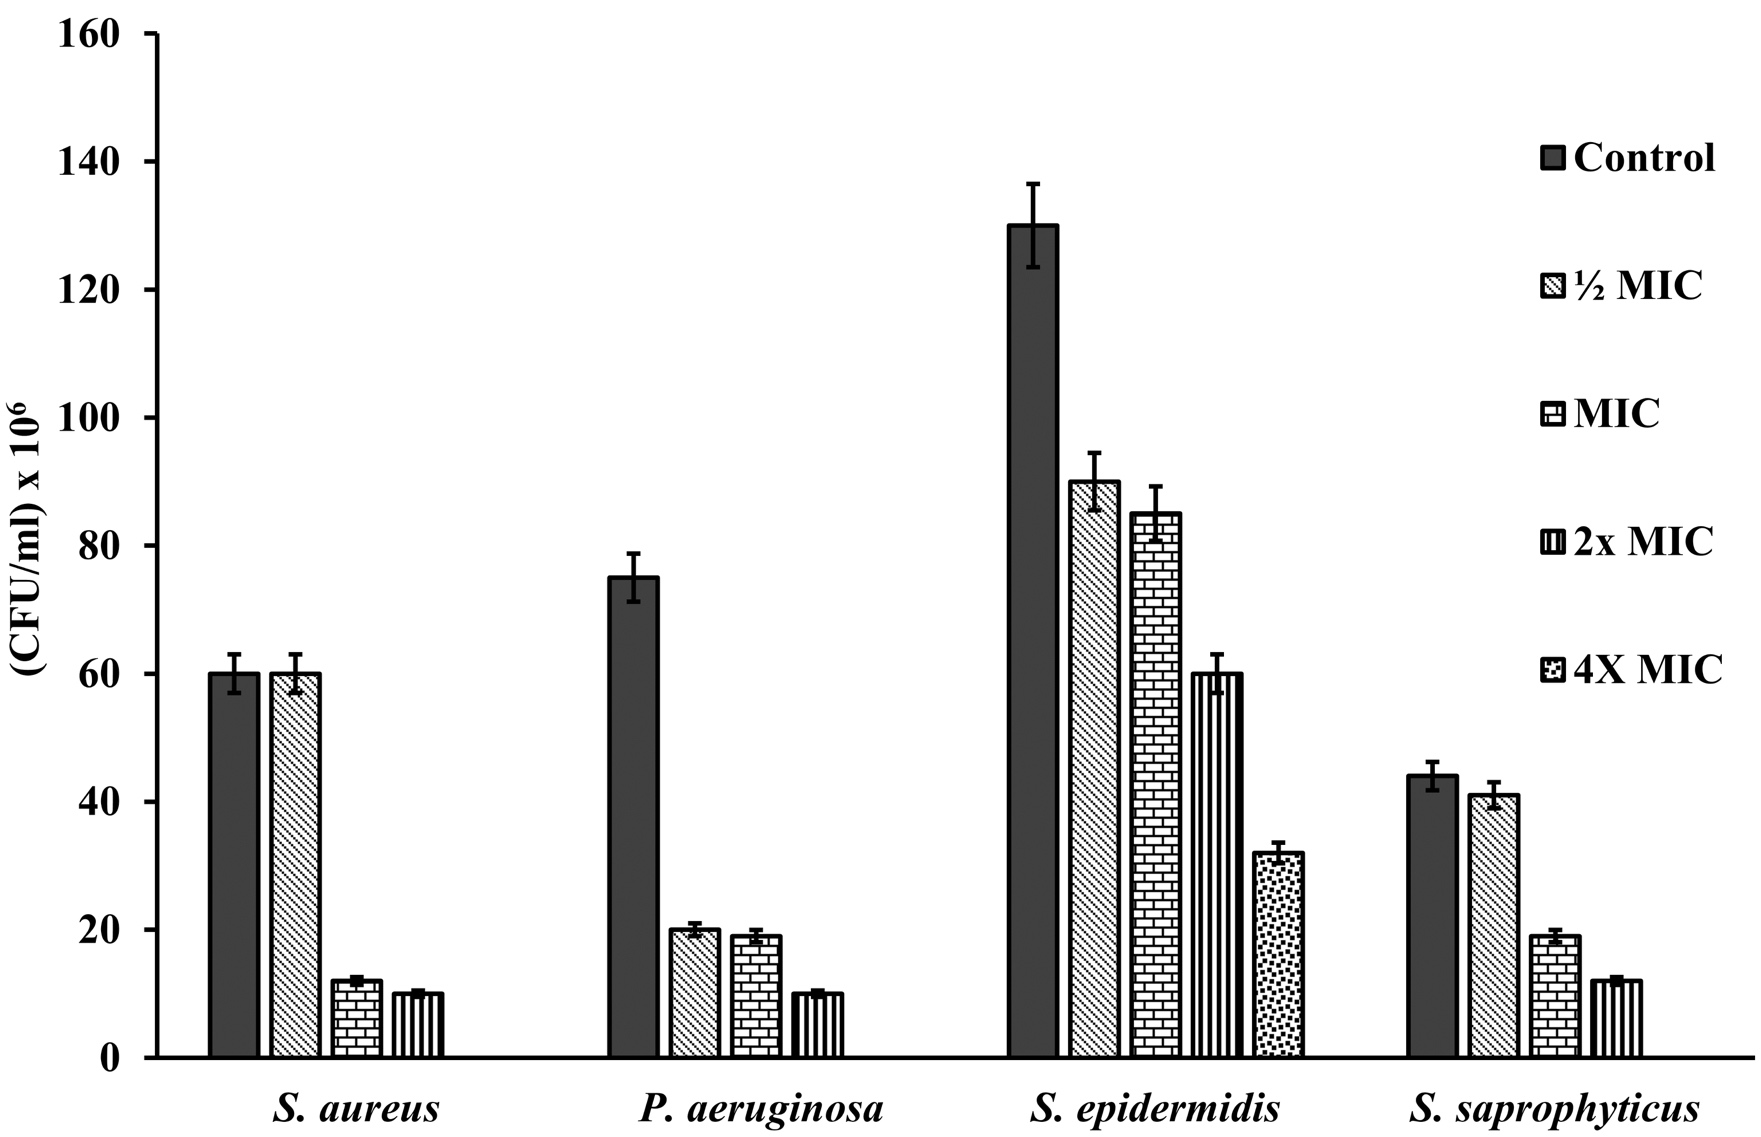 160
140
120
100
80
60
40
20
0
(CFU/ml) x 10⁶
Control
½ MIC
MIC
2x MIC
4X MIC
S. aureus
P. aeruginosa
S. epidermidis
S. saprophyticus